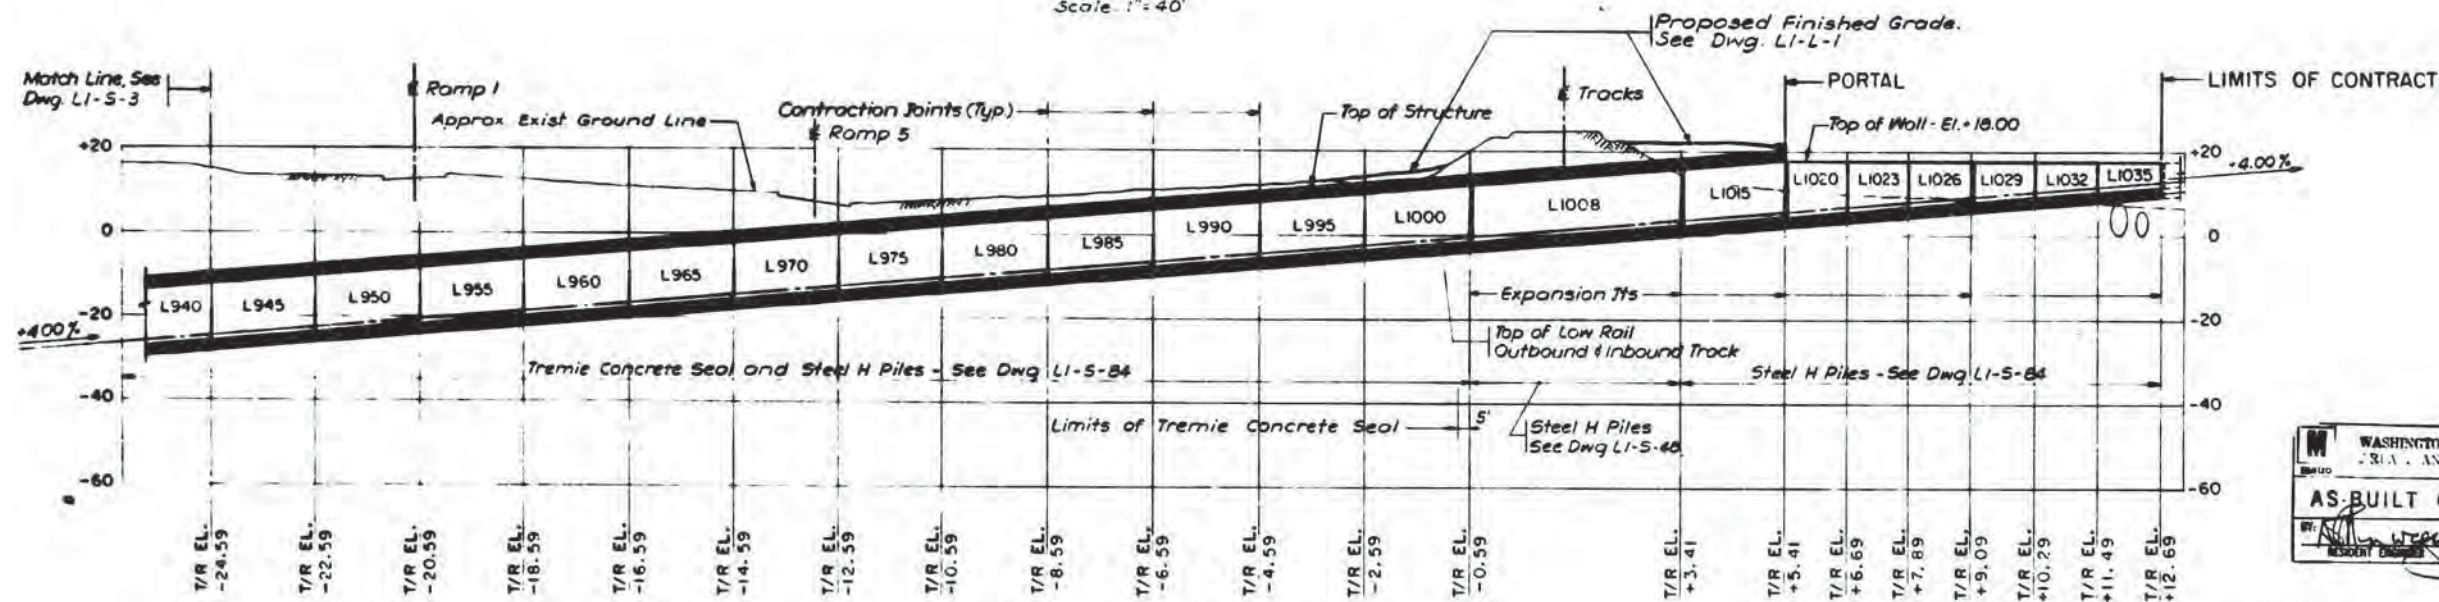 Scale 1"=40'
Proposed Finished Grade.
See Dwg. L1-L-1
Match Line, See
Dwg. L1-S-3
℄ Ramp 1
Approx Exist. Ground Line
Contraction Joints (Typ.)
℄ Ramp 5
Top of Structure
℄ Tracks
PORTAL
LIMITS OF CONTRACT
Top of Wall - El. +18.00
+20
0
-20
-40
-60
+20
0
-20
-40
-60
+4.00%
+4.00%
L940
L945
L950
L955
L960
L965
L970
L975
L980
L985
L990
L995
L1000
L1008
L1015
L1020
L1023
L1026
L1029
L1032
L1035
Expansion Jts
Top of Low Rail
Outbound & Inbound Track
Tremie Concrete Seal and Steel H Piles - See Dwg L1-S-84
Steel H Piles - See Dwg L1-S-84
Limits of Tremie Concrete Seal
5'
Steel H Piles
See Dwg L1-S-48
T/R EL. -24.59
T/R EL. -22.59
T/R EL. -20.59
T/R EL. -18.59
T/R EL. -16.59
T/R EL. -14.59
T/R EL. -12.59
T/R EL. -10.59
T/R EL. -8.59
T/R EL. -6.59
T/R EL. -4.59
T/R EL. -2.59
T/R EL. -0.59
T/R EL. +3.41
T/R EL. +5.41
T/R EL. +6.69
T/R EL. +7.89
T/R EL. +9.09
T/R EL. +10.29
T/R EL. +11.49
T/R EL. +12.69
M
Metro
AS-BUILT
BY:
RESIDENT ENGINEER